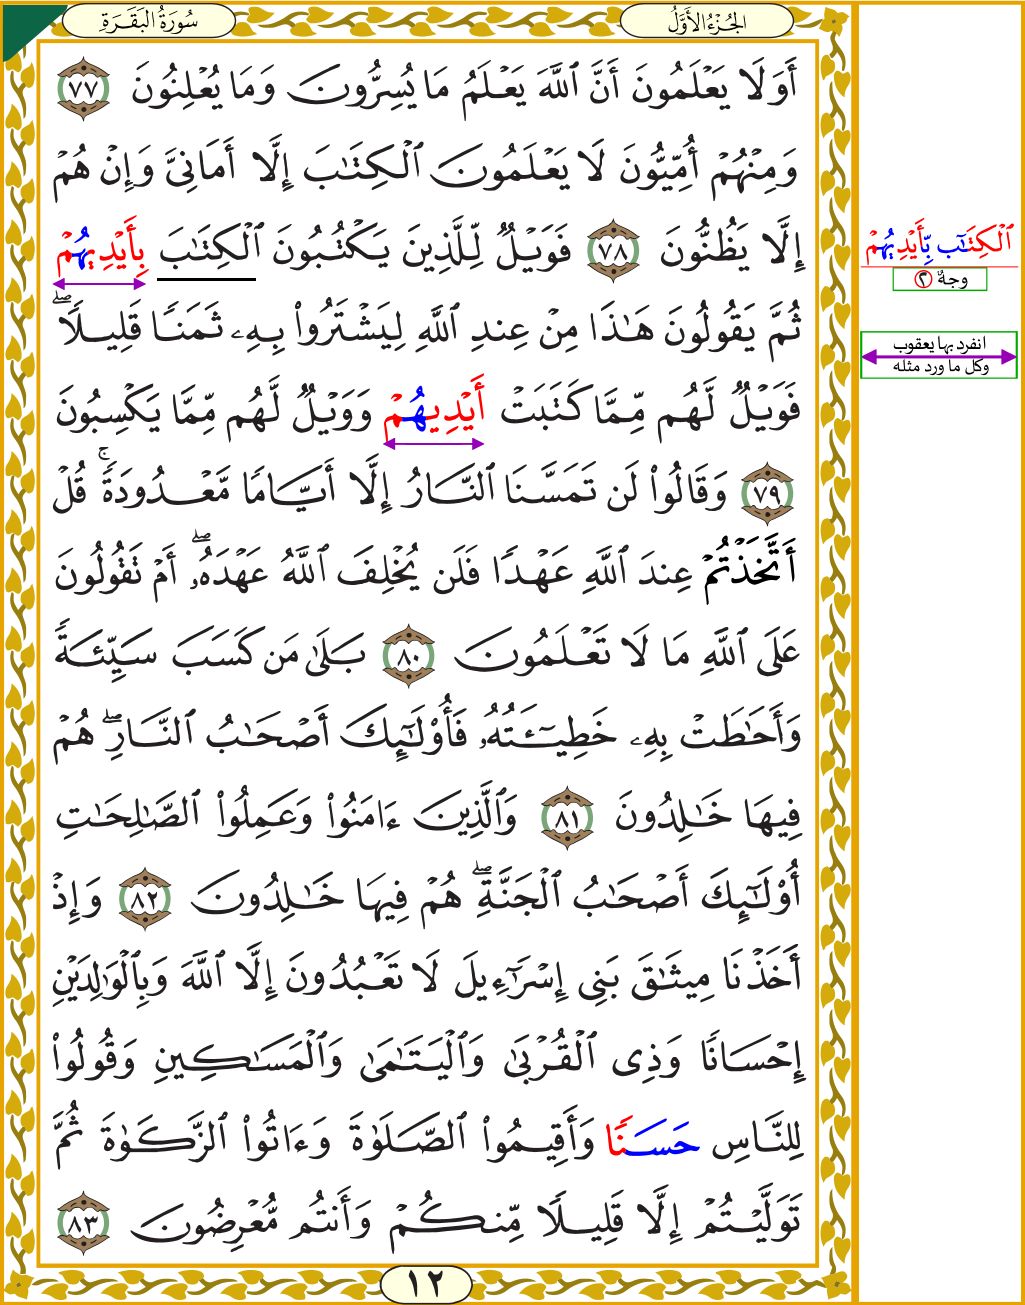 سُورَةُ البَقَرَةِ
الجُزْءُ الأَوَّلُ
أَوَلَا يَعْلَمُونَ أَنَّ ٱللَّهَ يَعْلَمُ مَا يُسِرُّونَ وَمَا يُعْلِنُونَ ٧٧
وَمِنْهُمْ أُمِّيُّونَ لَا يَعْلَمُونَ ٱلْكِتَٰبَ إِلَّا أَمَانِىَّ وَإِنْ هُمْ
إِلَّا يَظُنُّونَ ٧٨ فَوَيْلٌ لِّلَّذِينَ يَكْتُبُونَ ٱلْكِتَٰبَ بِأَيْدِيهُمْ
ثُمَّ يَقُولُونَ هَٰذَا مِنْ عِندِ ٱللَّهِ لِيَشْتَرُوا۟ بِهِۦ ثَمَنًا قَلِيلًا ۖ
فَوَيْلٌ لَّهُم مِّمَّا كَتَبَتْ أَيْدِيهُمْ وَوَيْلٌ لَّهُم مِّمَّا يَكْسِبُونَ
٧٩ وَقَالُوا۟ لَن تَمَسَّنَا ٱلنَّارُ إِلَّا أَيَّامًا مَّعْدُودَةً ۚ قُلْ
أَتَّخَذتُّمْ عِندَ ٱللَّهِ عَهْدًا فَلَن يُخْلِفَ ٱللَّهُ عَهْدَهُۥ ۖ أَمْ تَقُولُونَ
عَلَى ٱللَّهِ مَا لَا تَعْلَمُونَ ٨٠ بَلَىٰ مَن كَسَبَ سَيِّئَةً
وَأَحَٰطَتْ بِهِۦ خَطِيٓـَٔتُهُۥ فَأُو۟لَٰٓئِكَ أَصْحَٰبُ ٱلنَّارِ ۖ هُمْ
فِيهَا خَٰلِدُونَ ٨١ وَٱلَّذِينَ ءَامَنُوا۟ وَعَمِلُوا۟ ٱلصَّٰلِحَٰتِ
أُو۟لَٰٓئِكَ أَصْحَٰبُ ٱلْجَنَّةِ ۖ هُمْ فِيهَا خَٰلِدُونَ ٨٢ وَإِذْ
أَخَذْنَا مِيثَٰقَ بَنِى إِسْرَٰٓءِيلَ لَا تَعْبُدُونَ إِلَّا ٱللَّهَ وَبِٱلْوَٰلِدَيْنِ
إِحْسَانًا وَذِى ٱلْقُرْبَىٰ وَٱلْيَتَٰمَىٰ وَٱلْمَسَٰكِينِ وَقُولُوا۟
لِلنَّاسِ حَسَنًا وَأَقِيمُوا۟ ٱلصَّلَوٰةَ وَءَاتُوا۟ ٱلزَّكَوٰةَ ثُمَّ
تَوَلَّيْتُمْ إِلَّا قَلِيلًا مِّنكُمْ وَأَنتُم مُّعْرِضُونَ ٨٣
١٢
ٱلْكِتَٰب بِّأَيْدِيهُمْ
وجهٌ ٢
انفرد بها يعقوب
وكل ما ورد مثله